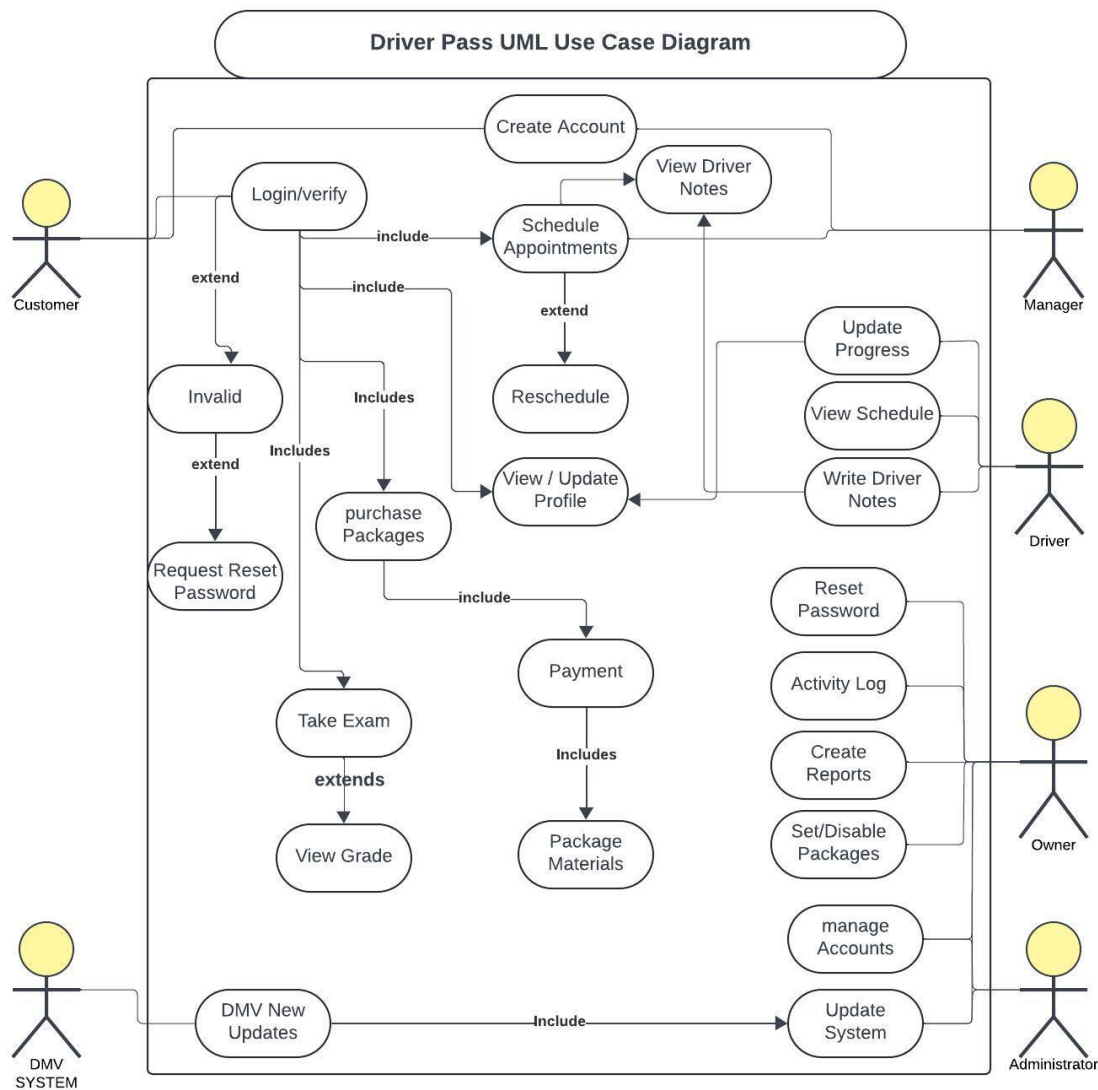 Driver Pass UML Use Case Diagram
Create Account
View Driver
Notes
Login/verify
Schedule
Appointments
include
Customer
Manager
extend
include
extend
Update
Progress
Invalid
Includes
Reschedule
View Schedule
Includes
extend
View / Update
Profile
Write Driver
Notes
purchase
Packages
Driver
Request Reset
Password
include
Reset
Password
Payment
Activity Log
Take Exam
Includes
Create
Reports
extends
Set/Disable
Packages
Owner
View Grade
Package
Materials
manage
Accounts
DMV New
Updates
Include
Update
System
DMV
SYSTEM
Administrator